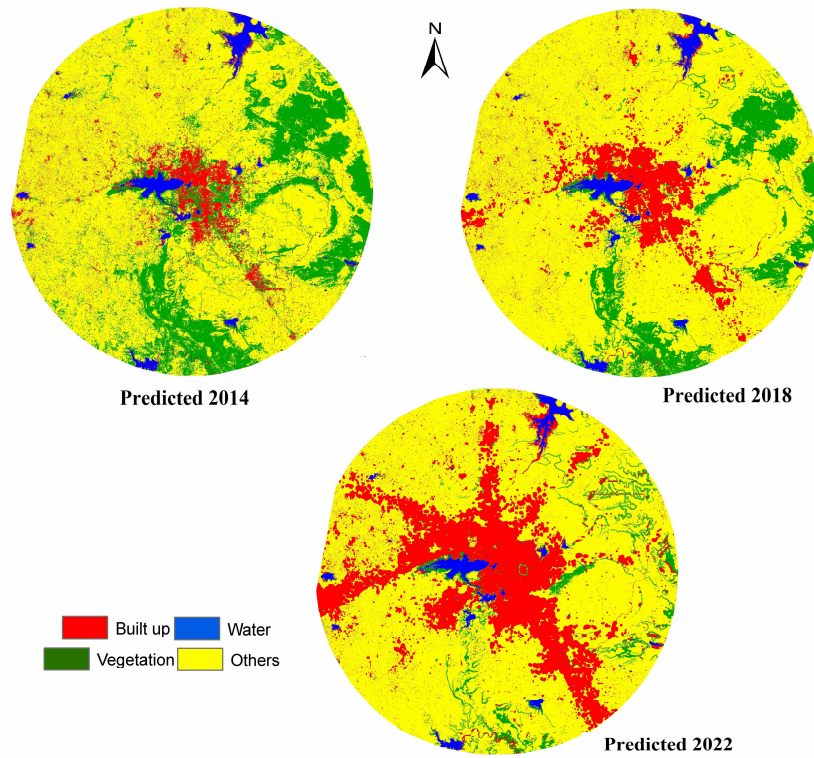 N
Predicted 2014
Predicted 2018
Built up
Water
Vegetation
Others
Predicted 2022